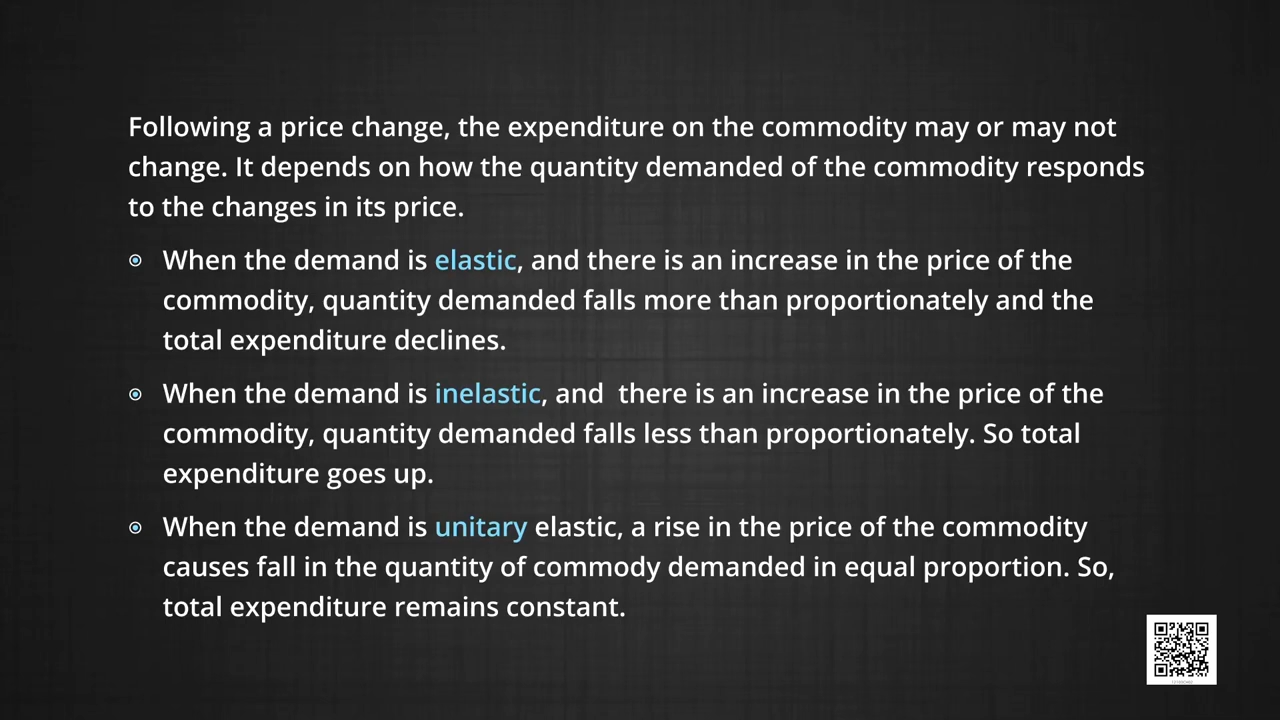 Following a price change, the expenditure on the commodity may or may not
change. It depends on how the quantity demanded of the commodity responds
to the changes in its price.
When the demand is elastic, and there is an increase in the price of the
commodity, quantity demanded falls more than proportionately and the
total expenditure declines.
When the demand is inelastic, and  there is an increase in the price of the
commodity, quantity demanded falls less than proportionately. So total
expenditure goes up.
When the demand is unitary elastic, a rise in the price of the commodity
causes fall in the quantity of commody demanded in equal proportion. So,
total expenditure remains constant.